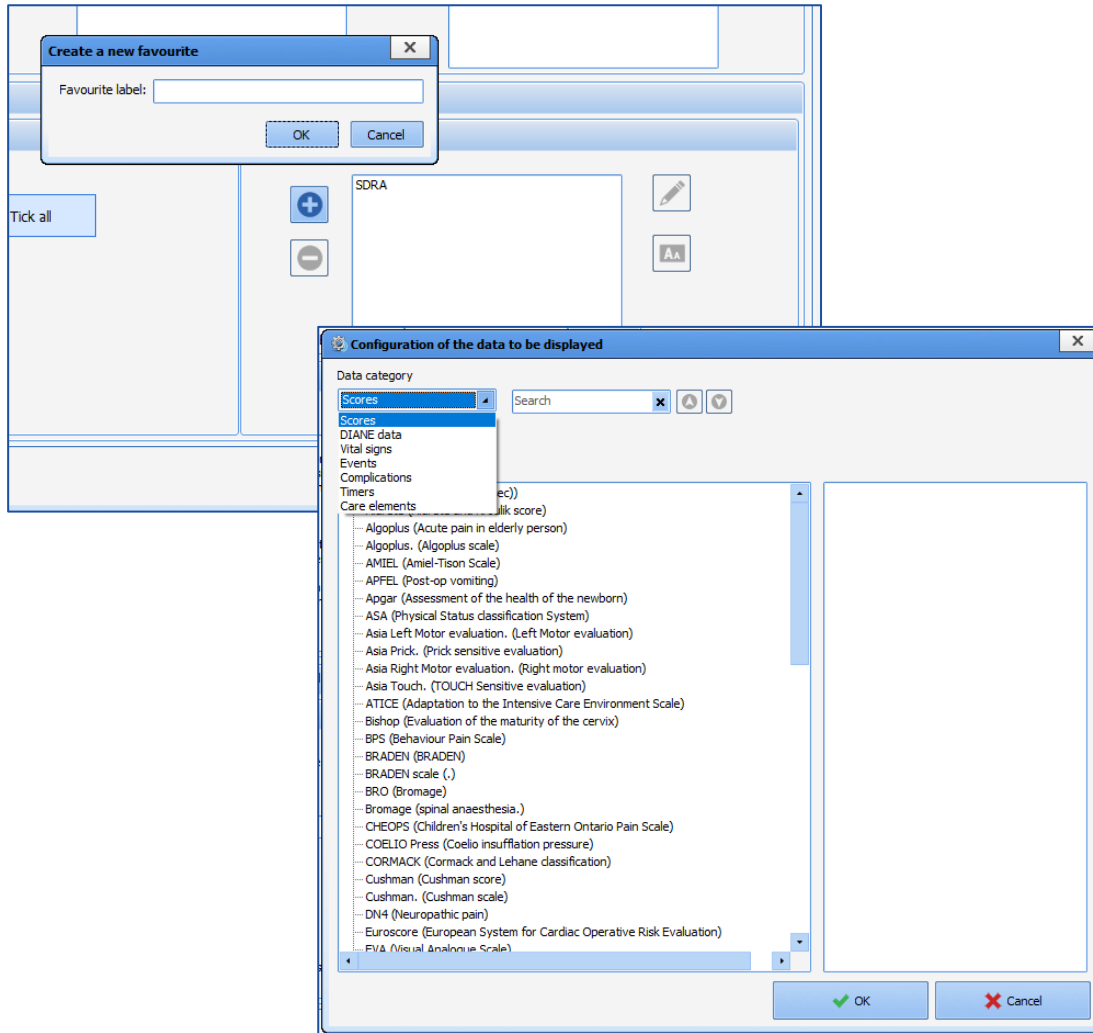 Create a new favourite
Favourite label:
OK
Cancel
Tick all
SDRA
Configuration of the data to be displayed
Data category
Scores
Search
Scores
DIANE data
Vital signs
Events
Complications
Timers
Care elements
ec))
lik score)
Algoplus (Acute pain in elderly person)
Algoplus. (Algoplus scale)
AMIEL (Amiel-Tison Scale)
APFEL (Post-op vomiting)
Apgar (Assessment of the health of the newborn)
ASA (Physical Status classification System)
Asia Left Motor evaluation. (Left Motor evaluation)
Asia Prick. (Prick sensitive evaluation)
Asia Right Motor evaluation. (Right motor evaluation)
Asia Touch. (TOUCH Sensitive evaluation)
ATICE (Adaptation to the Intensive Care Environment Scale)
Bishop (Evaluation of the maturity of the cervix)
BPS (Behaviour Pain Scale)
BRADEN (BRADEN)
BRADEN scale (.)
BRO (Bromage)
Bromage (spinal anaesthesia.)
CHEOPS (Children's Hospital of Eastern Ontario Pain Scale)
COELIO Press (Coelio insufflation pressure)
CORMACK (Cormack and Lehane classification)
Cushman (Cushman score)
Cushman. (Cushman scale)
DN4 (Neuropathic pain)
Euroscore (European System for Cardiac Operative Risk Evaluation)
EVA (Visual Analogue Scale)
OK
Cancel